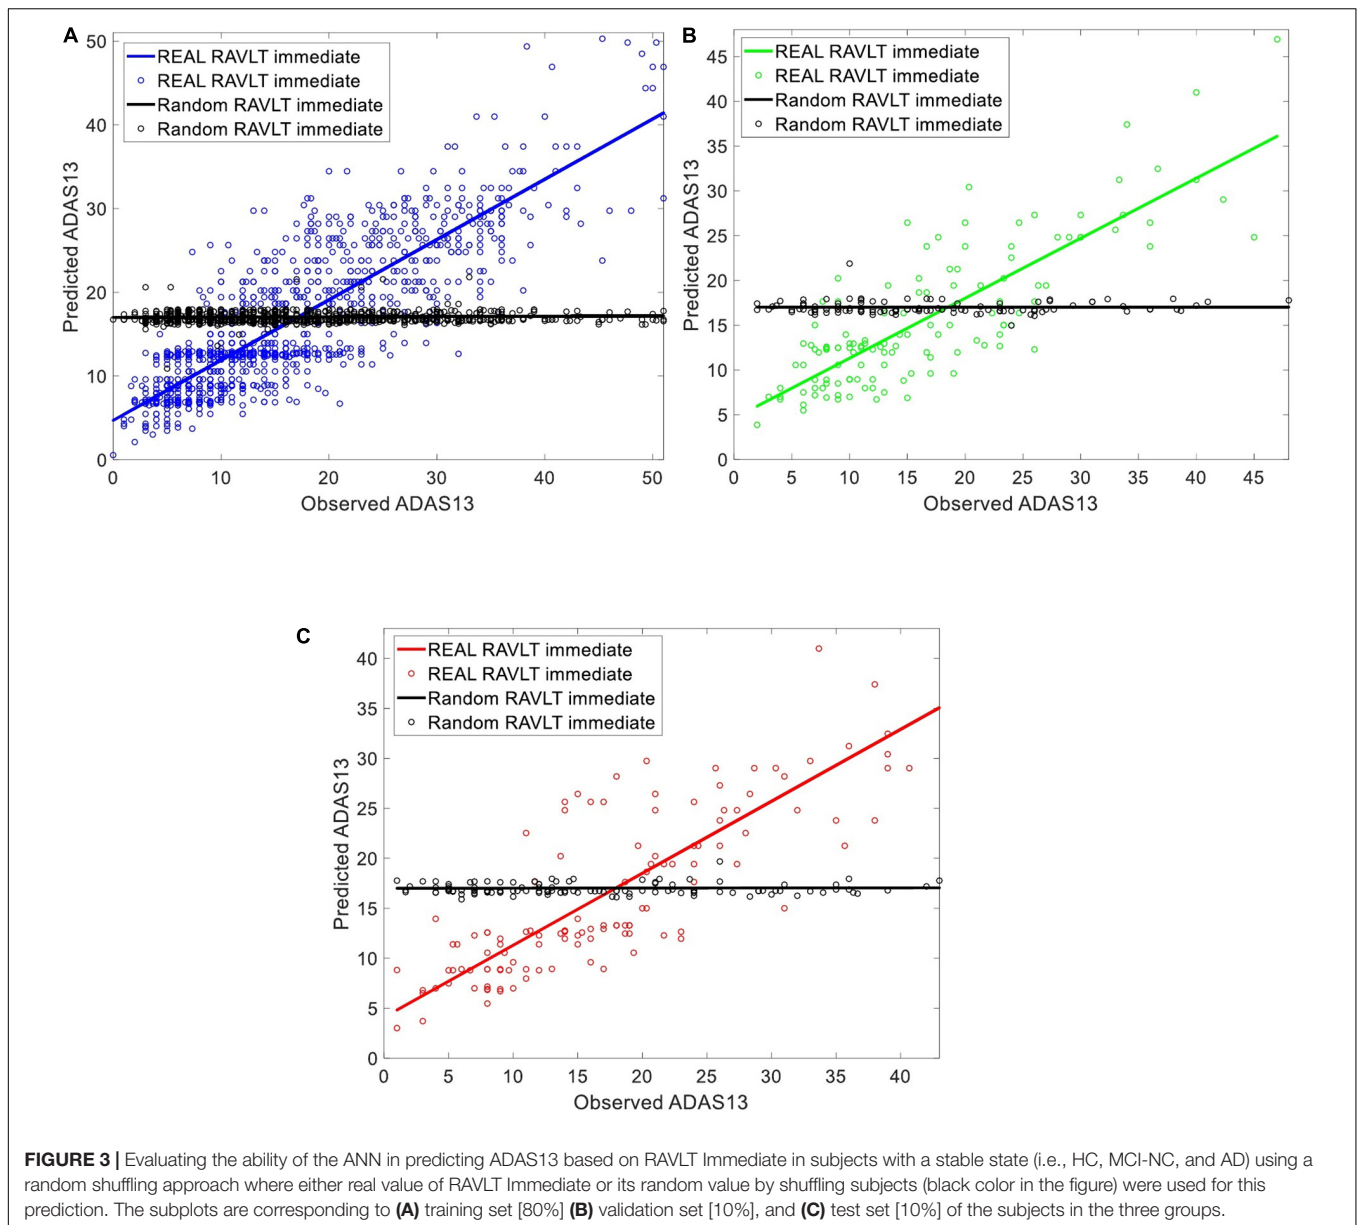 A
REAL RAVLT immediate
REAL RAVLT immediate
Random RAVLT immediate
Random RAVLT immediate
50
40
30
20
10
0
Predicted ADAS13
0 10 20 30 40 50
Observed ADAS13
B
REAL RAVLT immediate
REAL RAVLT immediate
Random RAVLT immediate
Random RAVLT immediate
45
40
35
30
25
20
15
10
5
0
Predicted ADAS13
0 5 10 15 20 25 30 35 40 45
Observed ADAS13
C
REAL RAVLT immediate
REAL RAVLT immediate
Random RAVLT immediate
Random RAVLT immediate
40
35
30
25
20
15
10
5
0
Predicted ADAS13
0 5 10 15 20 25 30 35 40
Observed ADAS13
FIGURE 3 | Evaluating the ability of the ANN in predicting ADAS13 based on RAVLT Immediate in subjects with a stable state (i.e., HC, MCI-NC, and AD) using a
random shuffling approach where either real value of RAVLT Immediate or its random value by shuffling subjects (black color in the figure) were used for this
prediction. The subplots are corresponding to (A) training set [80%] (B) validation set [10%], and (C) test set [10%] of the subjects in the three groups.